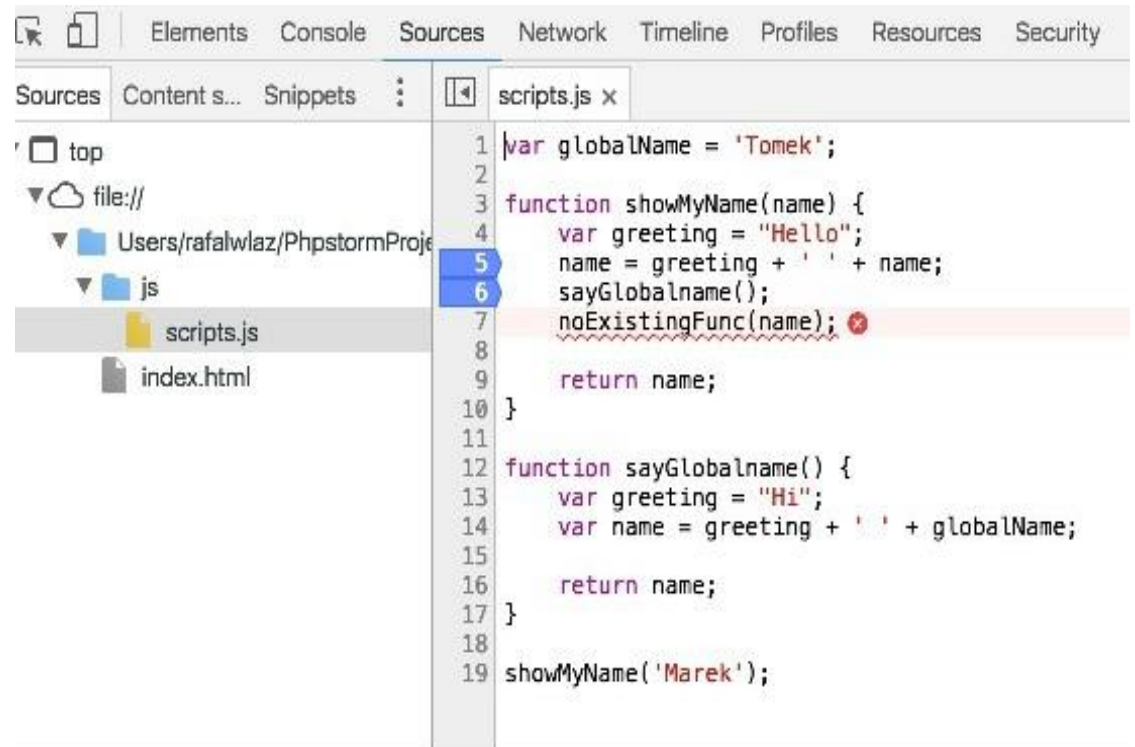 Elements Console Sources Network Timeline Profiles Resources Security
Sources Content s... Snippets
top
file://
Users/rafalwlaz/PhpstormProje
js
scripts.js
index.html
scripts.js ×
1 var globalName = 'Tomek';
2
3 function showMyName(name) {
4     var greeting = "Hello";
5     name = greeting + ' ' + name;
6     sayGlobalname();
7     noExistingFunc(name);
8
9     return name;
10 }
11
12 function sayGlobalname() {
13     var greeting = "Hi";
14     var name = greeting + ' ' + globalName;
15
16     return name;
17 }
18
19 showMyName('Marek');